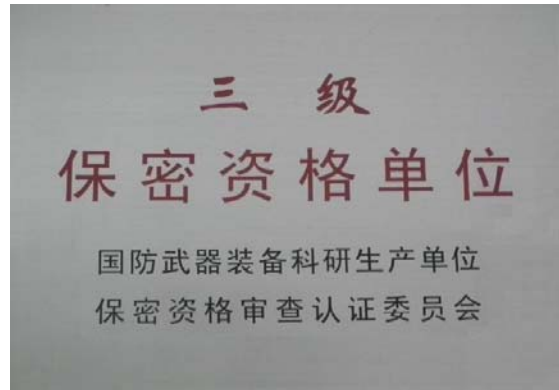 三 级
保密资格单位
国防武器装备科研生产单位
保密资格审查认证委员会